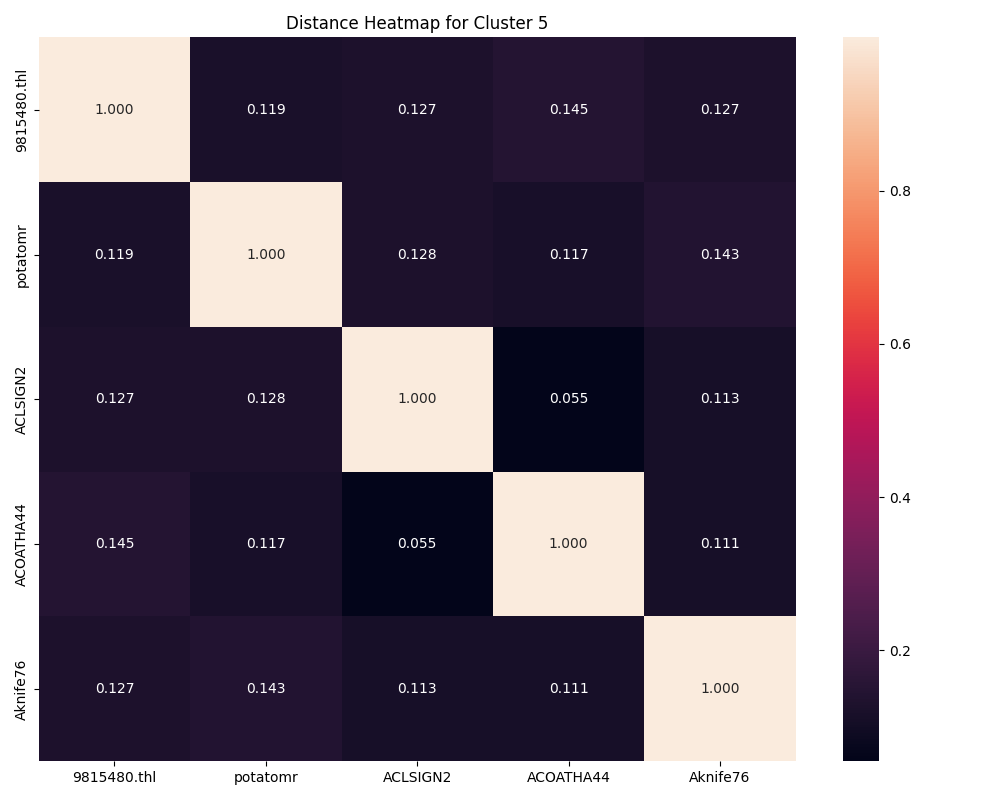 Distance Heatmap for Cluster 5
9815480.thl 1.000 0.119 0.127 0.145 0.127
potatomr 0.119 1.000 0.128 0.117 0.143
ACLSIGN2 0.127 0.128 1.000 0.055 0.113
ACOATHA44 0.145 0.117 0.055 1.000 0.111
Aknife76 0.127 0.143 0.113 0.111 1.000
9815480.thl potatomr ACLSIGN2 ACOATHA44 Aknife76
0.8
0.6
0.4
0.2